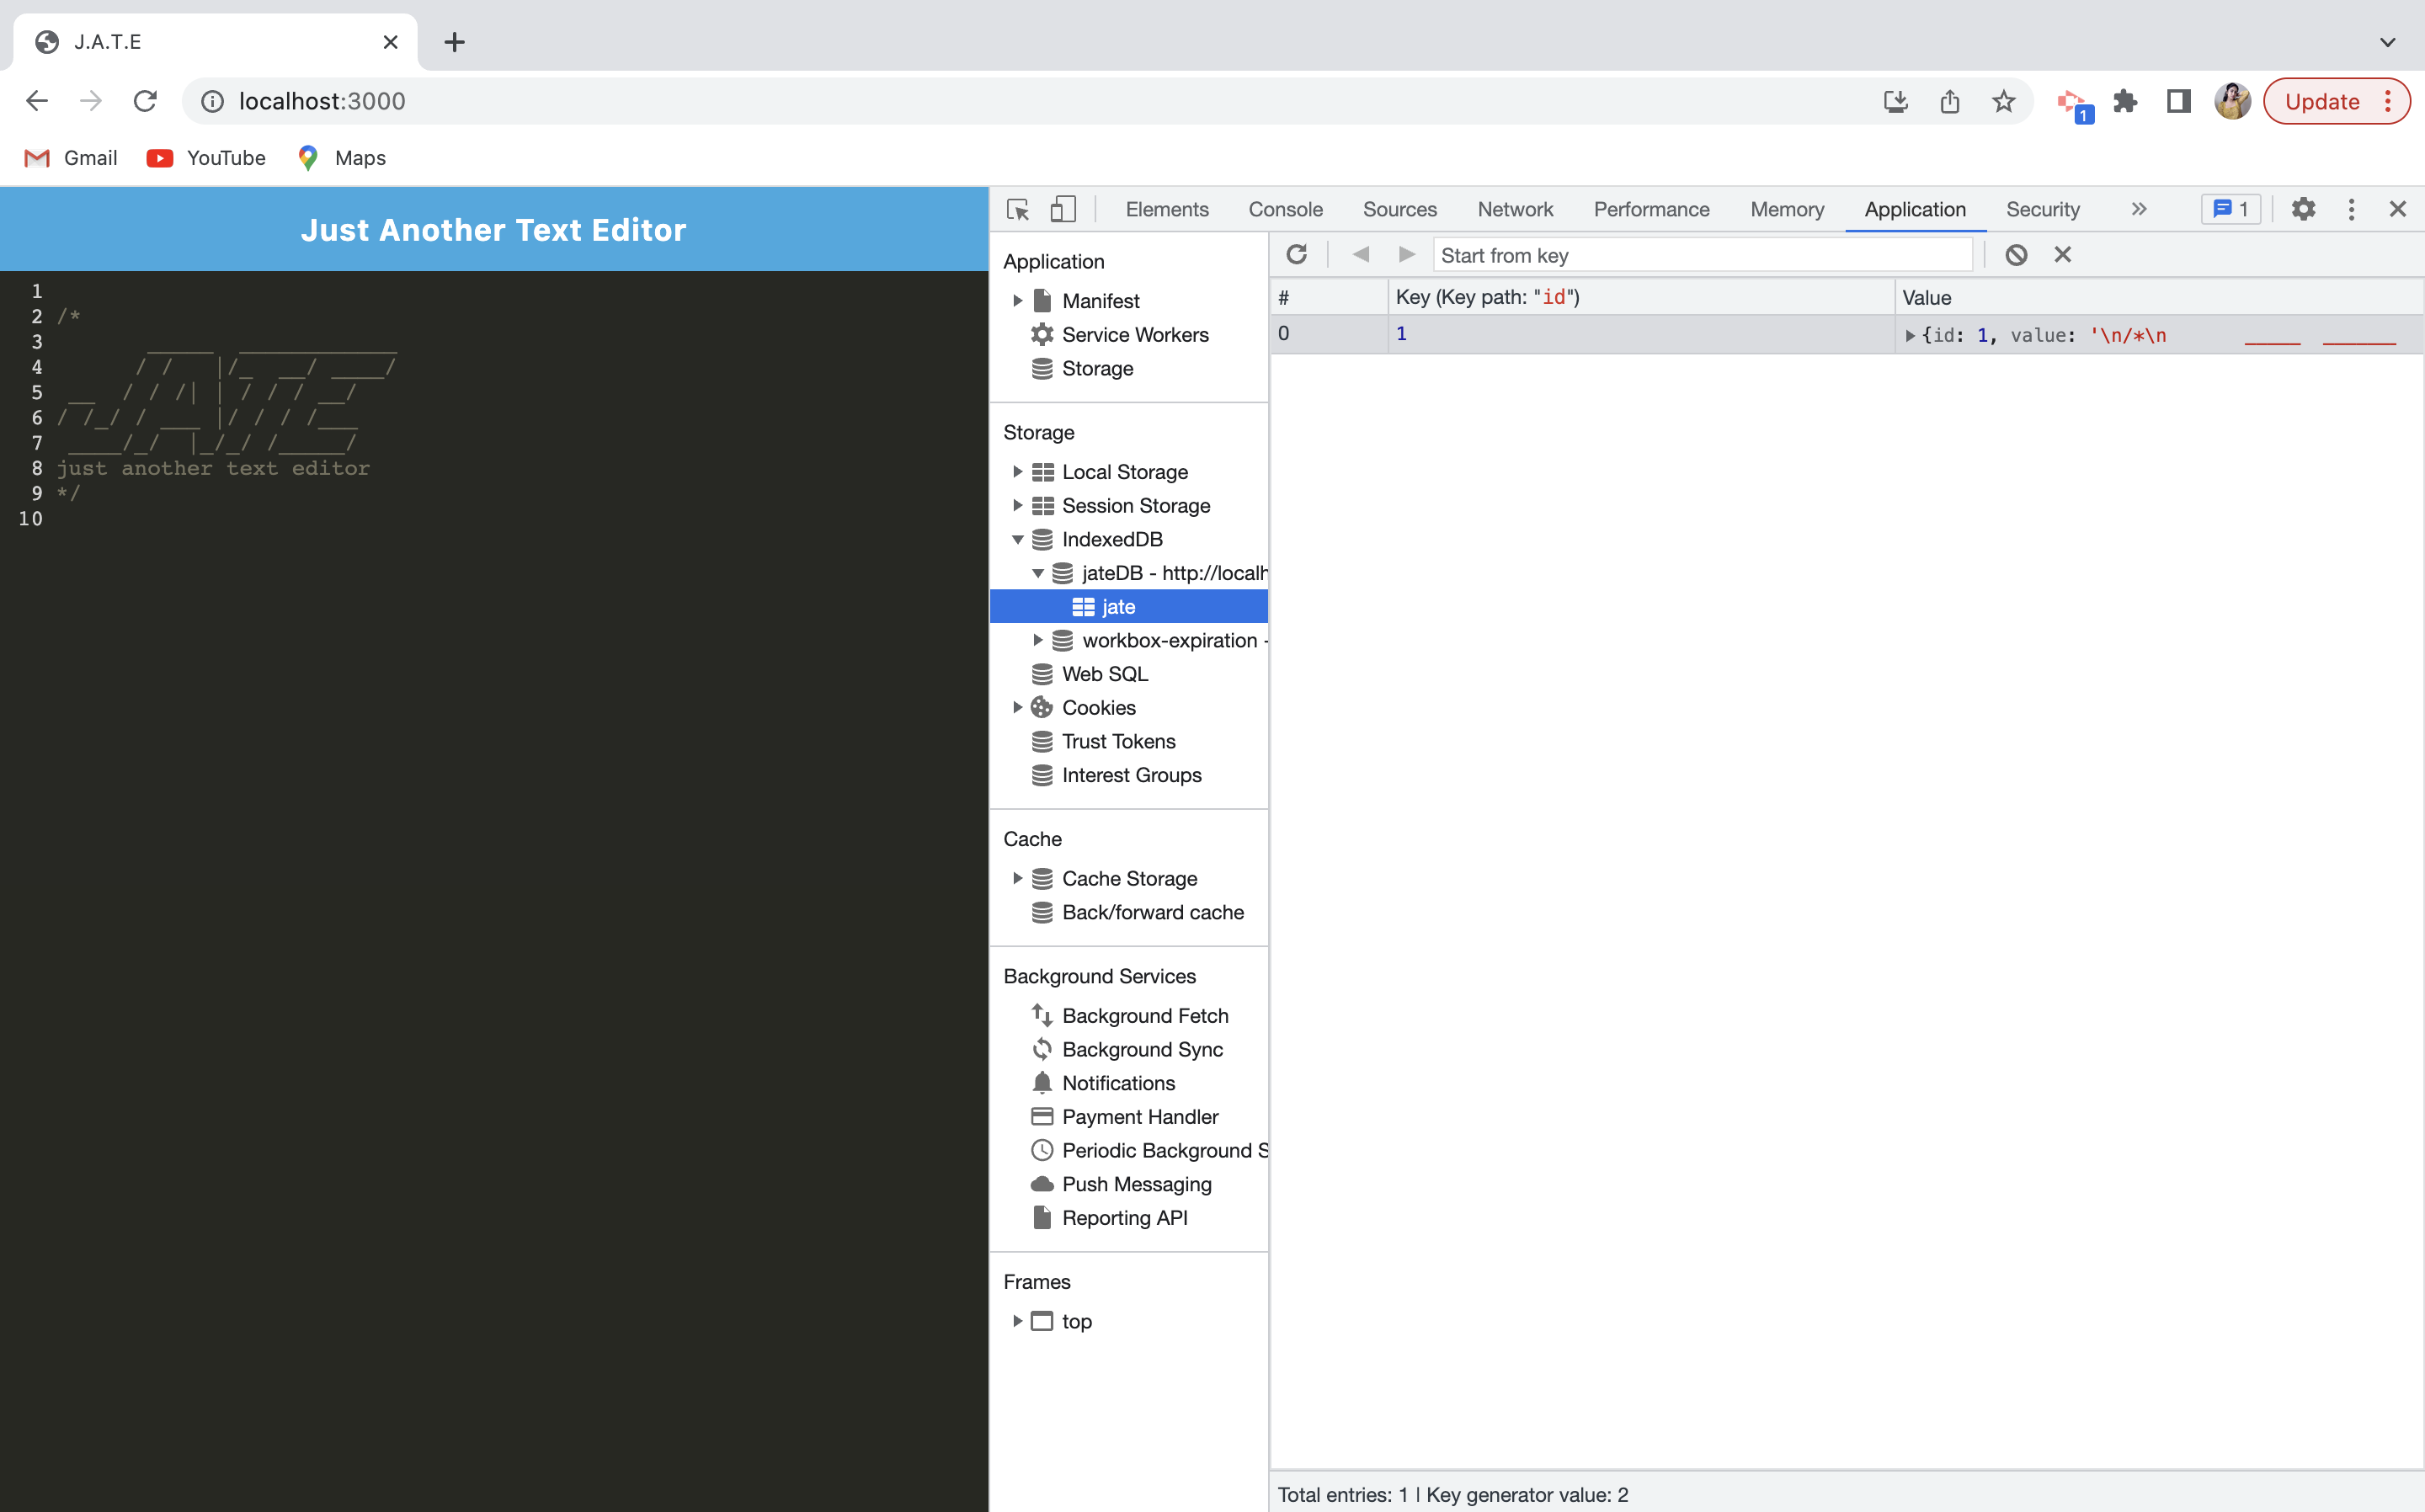 J.A.T.E
localhost:3000
1
Update
Gmail
YouTube
Maps
Just Another Text Editor
1
2 /*
3       _____  ____________
4      / /   |/_  __/ ____/
5  __ / / /| | / / / __/
6 / /_/ / ___ |/ / / /___
7 ____/_/  |_/_/ /_____/
8 just another text editor
9 */
10
Elements Console Sources Network Performance Memory Application Security » 1
Application
Manifest
Service Workers
Storage
Storage
Local Storage
Session Storage
IndexedDB
jateDB - http://localh
jate
workbox-expiration -
Web SQL
Cookies
Trust Tokens
Interest Groups
Cache
Cache Storage
Back/forward cache
Background Services
Background Fetch
Background Sync
Notifications
Payment Handler
Periodic Background S
Push Messaging
Reporting API
Frames
top
Start from key
# Key (Key path: "id") Value
0 1 {id: 1, value: '\n/*\n      _____  _______
Total entries: 1 | Key generator value: 2